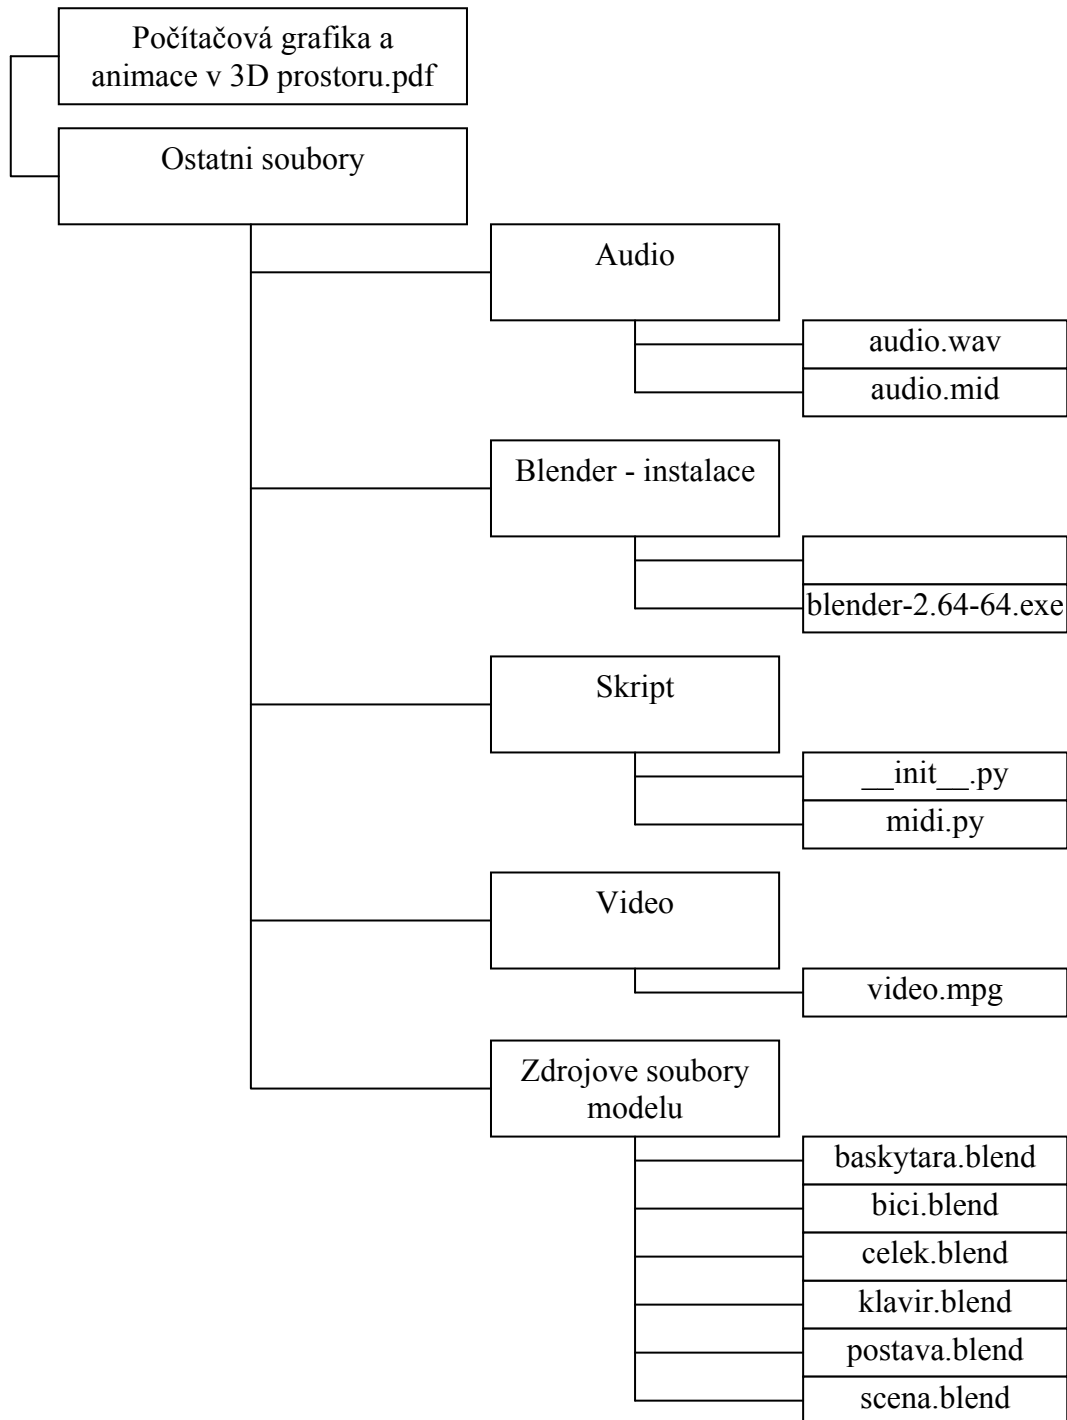 Počítačová grafika a
animace v 3D prostoru.pdf
Ostatni soubory
Audio
audio.wav
audio.mid
Blender - instalace
blender-2.64-64.exe
Skript
__init__.py
midi.py
Video
video.mpg
Zdrojove soubory
modelu
baskytara.blend
bici.blend
celek.blend
klavir.blend
postava.blend
scena.blend